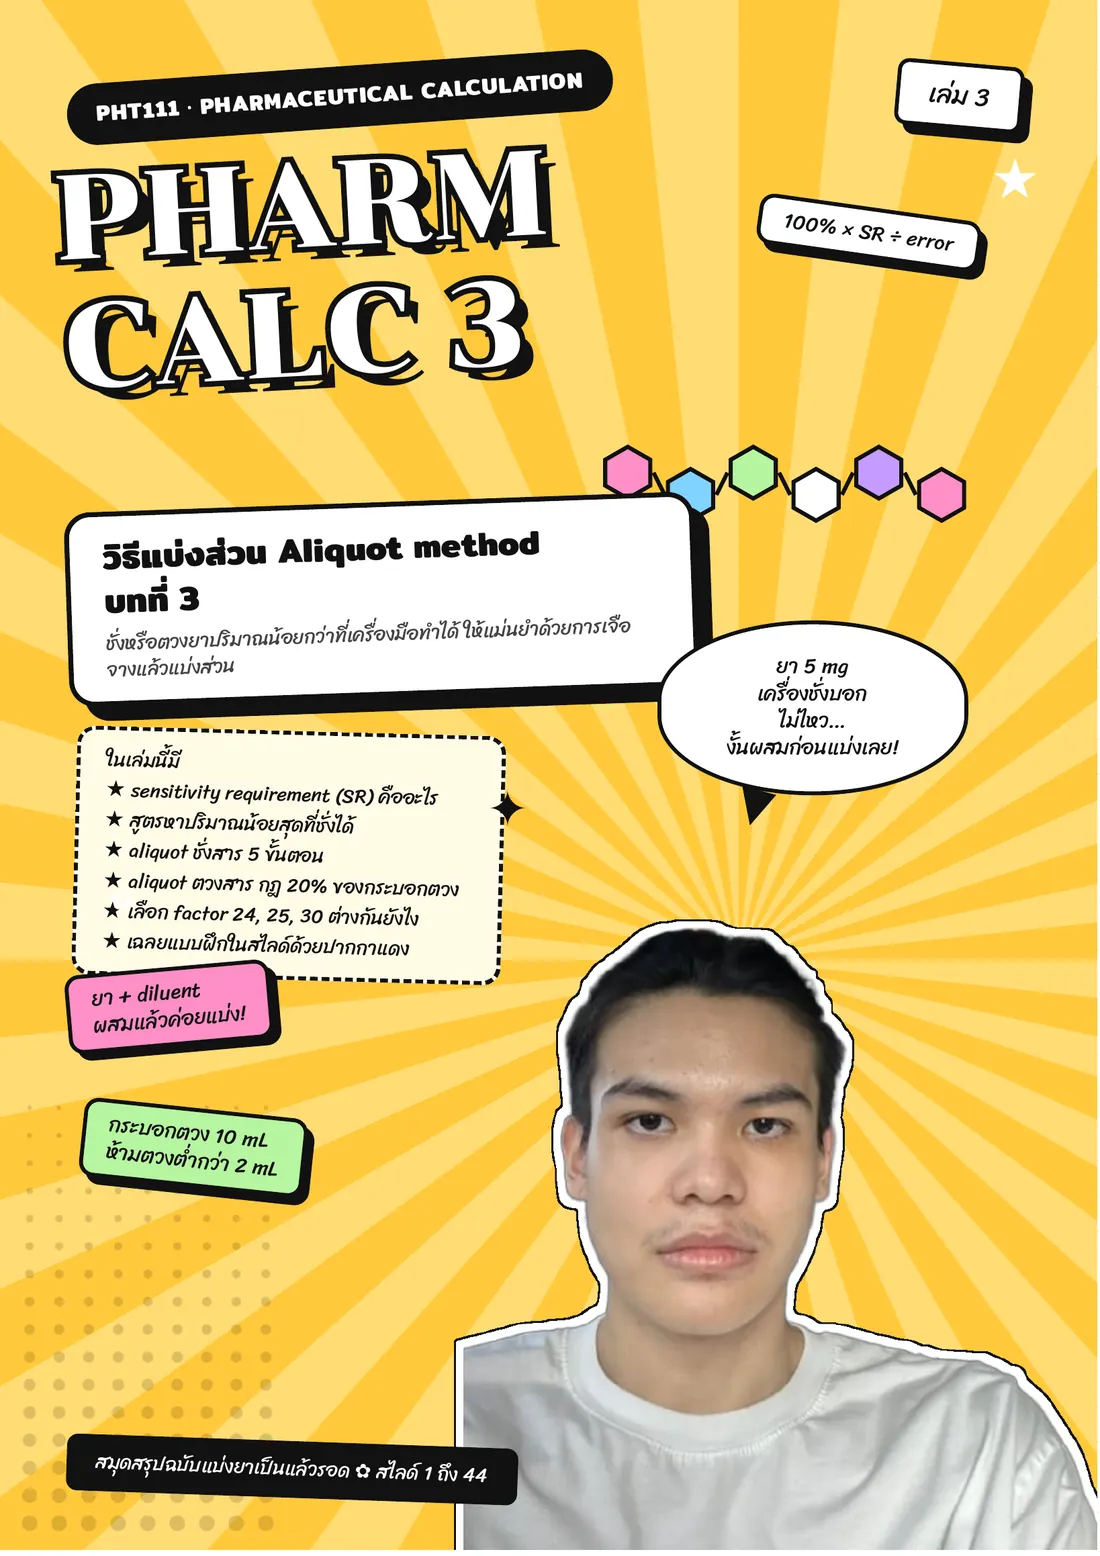 PHT111 · PHARMACEUTICAL CALCULATION
เล่ม 3
PHARM
CALC 3
100% × SR ÷ error
วิธีแบ่งส่วน Aliquot method
บทที่ 3
ชั่งหรือตวงยาปริมาณน้อยกว่าที่เครื่องมือทำได้ ให้แม่นยำด้วยการเจือ
จางแล้วแบ่งส่วน
ยา 5 mg
เครื่องชั่งบอก
ไม่ไหว...
งั้นผสมก่อนแบ่งเลย!
ในเล่มนี้มี
★ sensitivity requirement (SR) คืออะไร
★ สูตรหาปริมาณน้อยสุดที่ชั่งได้
★ aliquot ชั่งสาร 5 ขั้นตอน
★ aliquot ตวงสาร กฎ 20% ของกระบอกตวง
★ เลือก factor 24, 25, 30 ต่างกันยังไง
★ เฉลยแบบฝึกในสไลด์ด้วยปากกาแดง
ยา + diluent
ผสมแล้วค่อยแบ่ง!
กระบอกตวง 10 mL
ห้ามตวงต่ำกว่า 2 mL
สมุดสรุปฉบับแบ่งยาเป็นแล้วรอด ✿ สไลด์ 1 ถึง 44